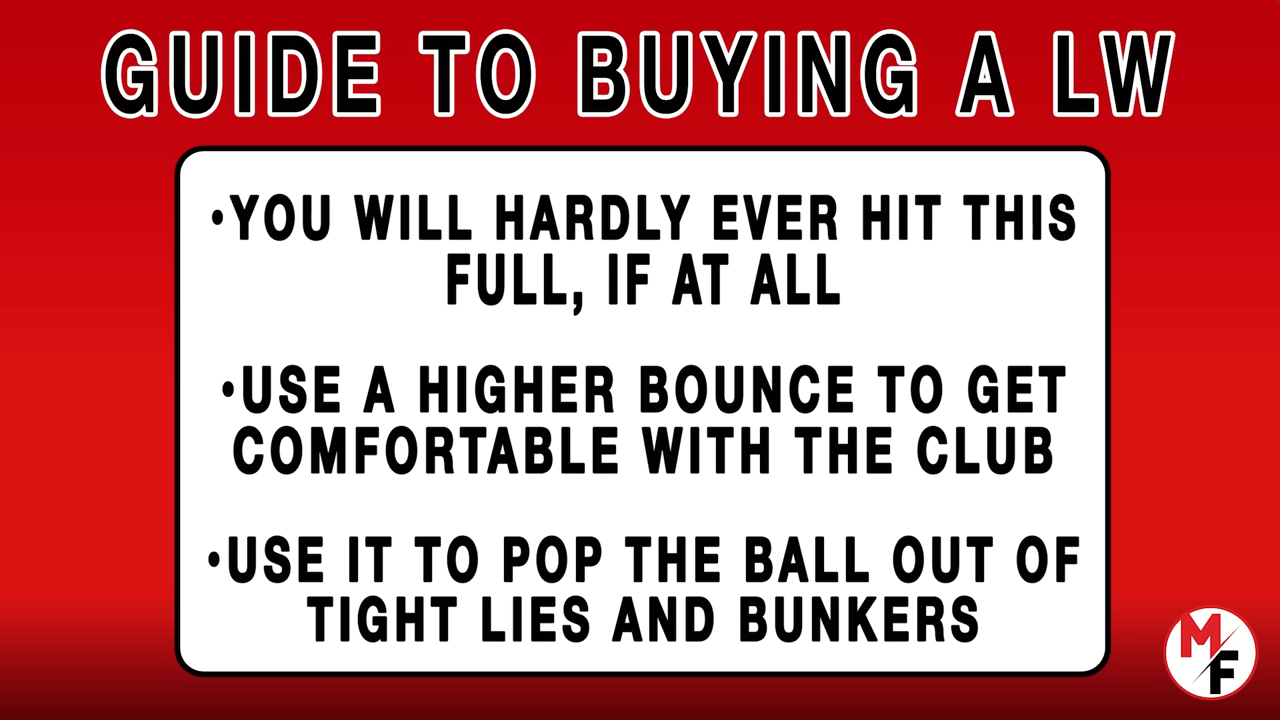 GUIDE TO BUYING A LW
•YOU WILL HARDLY EVER HIT THIS
FULL, IF AT ALL
•USE A HIGHER BOUNCE TO GET
COMFORTABLE WITH THE CLUB
•USE IT TO POP THE BALL OUT OF
TIGHT LIES AND BUNKERS
MF